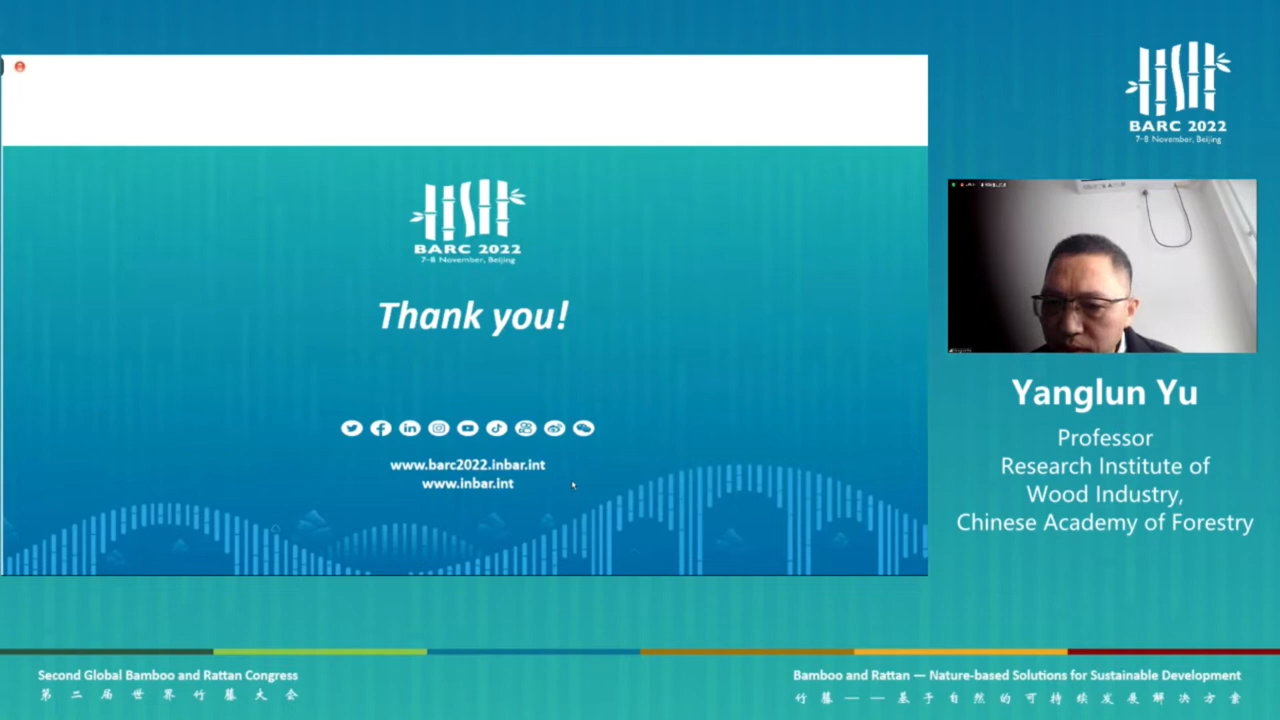 BARC 2022
7-8 November, Beijing
Thank you!
www.barc2022.inbar.int
www.inbar.int
BARC 2022
7-8 November, Beijing
Yanglun Yu
Professor
Research Institute of
Wood Industry,
Chinese Academy of Forestry
Second Global Bamboo and Rattan Congress
第二届世界竹藤大会
Bamboo and Rattan — Nature-based Solutions for Sustainable Development
竹藤——基于自然的可持续发展解决方案